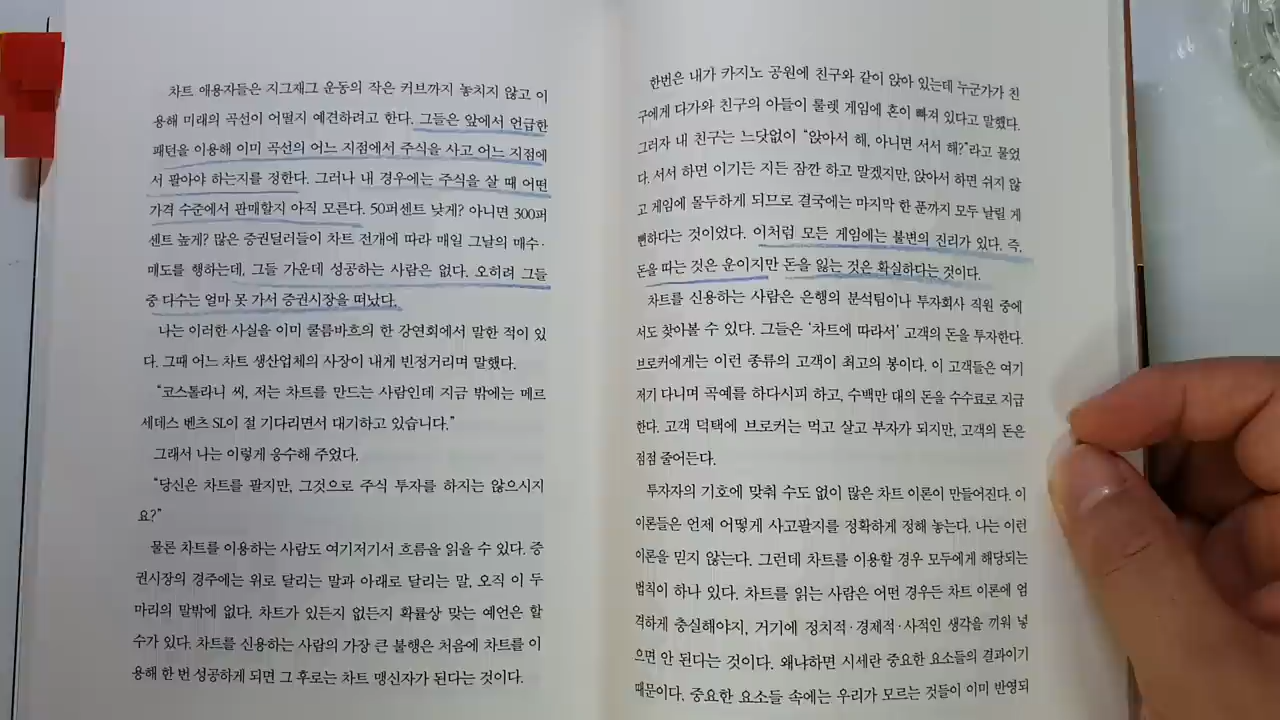 차트 애용자들은 지그재그 운동의 작은 커브까지 놓치지 않고 이
용해 미래의 곡선이 어떨지 예견하려고 한다. 그들은 앞에서 언급한
패턴을 이용해 이미 곡선의 어느 지점에서 주식을 사고 어느 지점에
서 팔아야 하는지를 정한다. 그러나 내 경우에는 주식을 살 때 어떤
가격 수준에서 판매할지 아직 모른다. 50퍼센트 낮게? 아니면 300퍼
센트 높게? 많은 증권딜러들이 차트 전개에 따라 매일 그날의 매수·
매도를 행하는데, 그들 가운데 성공하는 사람은 없다. 오히려 그들
중 다수는 얼마 못 가서 증권시장을 떠났다.
나는 이러한 사실을 이미 쿨름바흐의 한 강연회에서 말한 적이 있
다. 그때 어느 차트 생산업체의 사장이 내게 빈정거리며 말했다.
“코스톨라니 씨, 저는 차트를 만드는 사람인데 지금 밖에는 메르
세데스 벤츠 SL이 절 기다리면서 대기하고 있습니다.”
그래서 나는 이렇게 응수해 주었다.
“당신은 차트를 팔지만, 그것으로 주식 투자를 하지는 않으시지
요?”
물론 차트를 이용하는 사람도 여기저기서 흐름을 읽을 수 있다. 증
권시장의 경주에는 위로 달리는 말과 아래로 달리는 말, 오직 이 두
마리의 말밖에 없다. 차트가 있든지 없든지 확률상 맞는 예언은 할
수가 있다. 차트를 신용하는 사람의 가장 큰 불행은 처음에 차트를 이
용해 한 번 성공하게 되면 그 후로는 차트 맹신자가 된다는 것이다.
한번은 내가 카지노 공원에 친구와 같이 앉아 있는데 누군가가 친
구에게 다가와 친구의 아들이 룰렛 게임에 혼이 빠져 있다고 말했다.
그러자 내 친구는 느닷없이 “앉아서 해, 아니면 서서 해?”라고 물었
다. 서서 하면 이기든 지든 잠깐 하고 말겠지만, 앉아서 하면 쉬지 않
고 게임에 몰두하게 되므로 결국에는 마지막 한 푼까지 모두 날릴 게
뻔하다는 것이었다. 이처럼 모든 게임에는 불변의 진리가 있다. 즉,
돈을 따는 것은 운이지만 돈을 잃는 것은 확실하다는 것이다.
차트를 신용하는 사람은 은행의 분석팀이나 투자회사 직원 중에
서도 찾아볼 수 있다. 그들은 ‘차트에 따라서’ 고객의 돈을 투자한다.
브로커에게는 이런 종류의 고객이 최고의 봉이다. 이 고객들은 여기
저기 다니며 곡예를 하다시피 하고, 수백만 대의 돈을 수수료로 지급
한다. 고객 덕택에 브로커는 먹고 살고 부자가 되지만, 고객의 돈은
점점 줄어든다.
투자자의 기호에 맞춰 수도 없이 많은 차트 이론이 만들어진다. 이
이론들은 언제 어떻게 사고팔지를 정확하게 정해 놓는다. 나는 이런
이론을 믿지 않는다. 그런데 차트를 이용할 경우 모두에게 해당되는
법칙이 하나 있다. 차트를 읽는 사람은 어떤 경우든 차트 이론에 엄
격하게 충실해야지, 거기에 정치적·경제적·사적인 생각을 끼워 넣
으면 안 된다는 것이다. 왜냐하면 시세란 중요한 요소들의 결과이기
때문이다. 중요한 요소들 속에는 우리가 모르는 것들이 이미 반영되